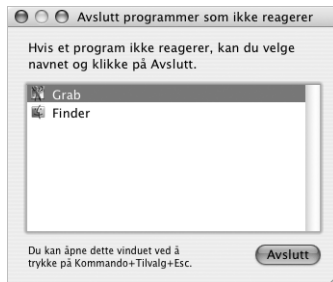 Avslutt programmer som ikke reagerer
Hvis et program ikke reagerer, kan du velge
navnet og klikke på Avslutt.
Grab
Finder
Du kan åpne dette vinduet ved å
trykke på Kommando+Tilvalg+Esc.
Avslutt